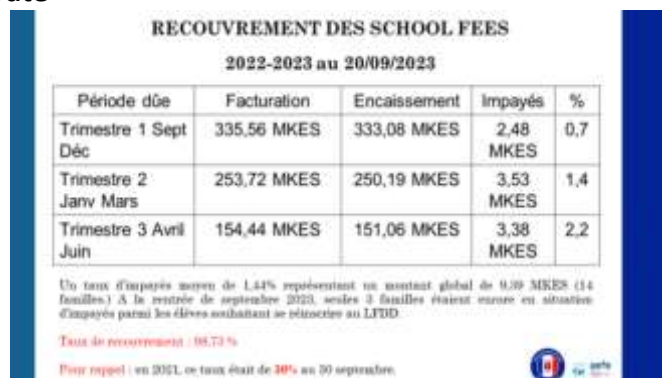 RECOUVREMENT DES SCHOOL FEES
2022-2023 au 20/09/2023
Période dûe Facturation Encaissement Impayés %
Trimestre 1 Sept 335,56 MKES 333,08 MKES 2,48 0,7
Déc MKES
Trimestre 2 253,72 MKES 250,19 MKES 3,53 1,4
Janv Mars MKES
Trimestre 3 Avril 154,44 MKES 151,06 MKES 3,38 2,2
Juin MKES
Un taux d'impayés moyen de 1,44% représentant un montant global de 9,39 MKES (14
familles.) A la rentrée de septembre 2023, seules 3 familles étaient encore en situation
d'impayés parmi les élèves souhaitant se réinscrire au LFDD.
Taux de recouvrement : 98,73 %
Pour rappel : en 2021, ce taux était de 30% au 30 septembre.